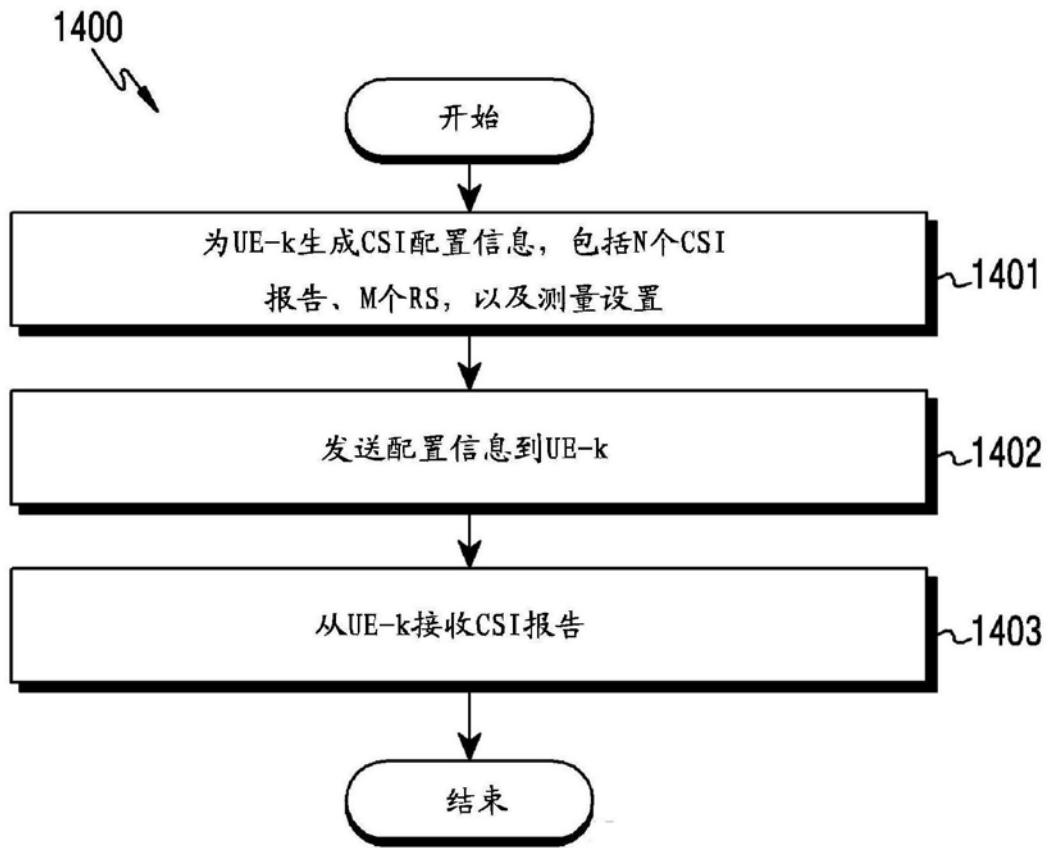 1400
开始
为UE-k生成CSI配置信息，包括N个CSI
报告、M个RS，以及测量设置
1401
发送配置信息到UE-k
1402
从UE-k接收CSI报告
1403
结束